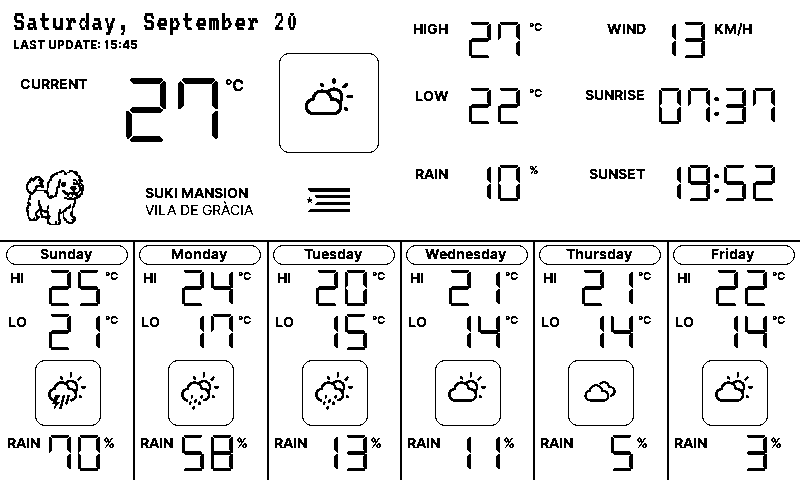 Saturday, September 20
LAST UPDATE: 15:45
CURRENT 27 °C
HIGH 27 °C
LOW 22 °C
RAIN 10 %
WIND 13 KM/H
SUNRISE 07:37
SUNSET 19:52
SUKI MANSION
VILA DE GRÀCIA
Sunday
HI 25 °C
LO 21 °C
RAIN 70 %
Monday
HI 24 °C
LO 17 °C
RAIN 58 %
Tuesday
HI 20 °C
LO 15 °C
RAIN 13 %
Wednesday
HI 21 °C
LO 14 °C
RAIN 11 %
Thursday
HI 21 °C
LO 14 °C
RAIN 5 %
Friday
HI 22 °C
LO 14 °C
RAIN 3 %